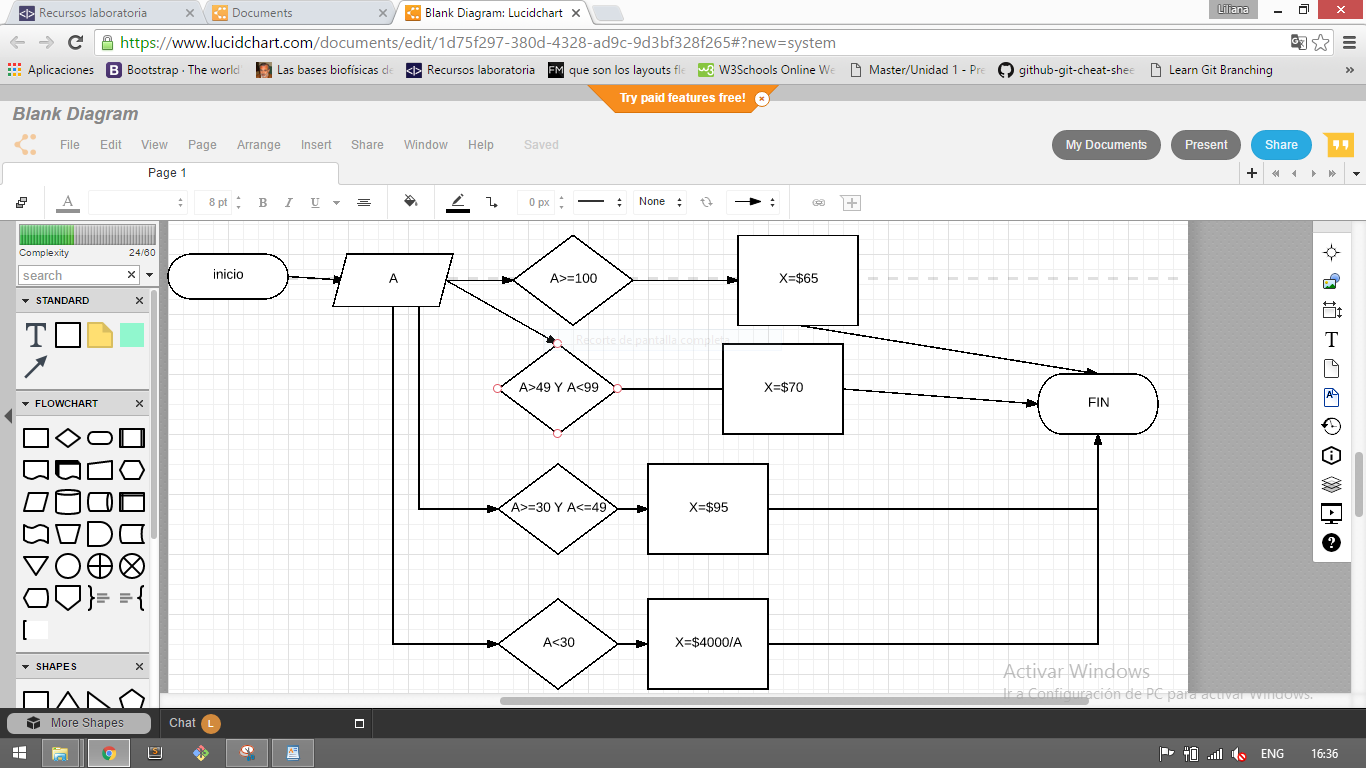 Recursos laboratoria
Documents
Blank Diagram: Lucidchart
Liliana
https://www.lucidchart.com/documents/edit/1d75f297-380d-4328-ad9c-9d3bf328f265#?new=system
Aplicaciones
Bootstrap · The world
Las bases biofísicas de
Recursos laboratoria
FM
que son los layouts fle
W3Schools Online We
Master/Unidad 1 - Pre
github-git-cheat-shee
Learn Git Branching
»
Try paid features free!
Blank Diagram
File
Edit
View
Page
Arrange
Insert
Share
Window
Help
Saved
My Documents
Present
Share
Page 1
A
8 pt
B
I
U
0 px
None
Complexity
24/60
search
STANDARD
T
FLOWCHART
SHAPES
inicio
A
A>=100
X=$65
Recorte de pantalla completa
A>49 Y A<99
X=$70
FIN
A>=30 Y A<=49
X=$95
A<30
X=$4000/A
T
A
Activar Windows
Ir a Configuración de PC para activar Windows.
More Shapes
Chat
L
ENG
16:36